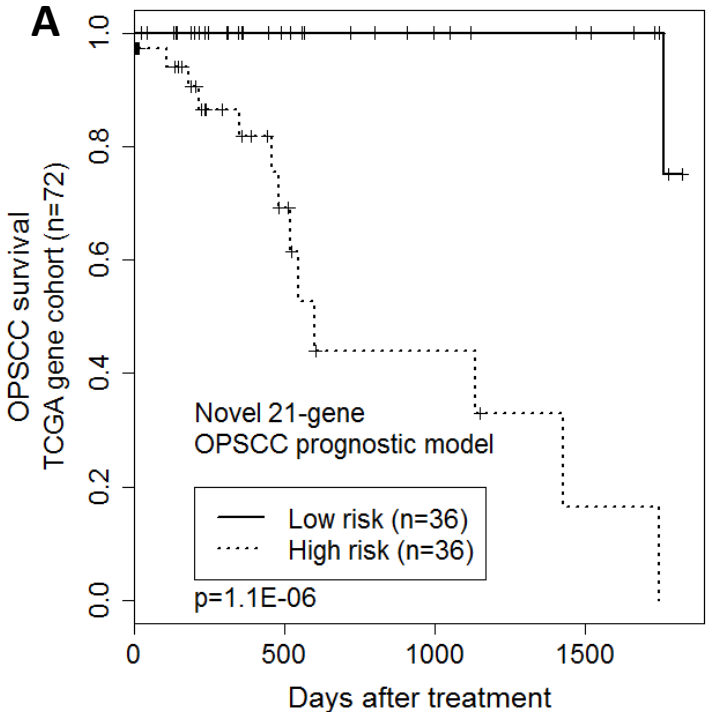 A
OPSCC survival
TCGA gene cohort (n=72)
1.0
0.8
0.6
0.4
0.2
0.0
Novel 21-gene
OPSCC prognostic model
Low risk (n=36)
High risk (n=36)
p=1.1E-06
0 500 1000 1500
Days after treatment